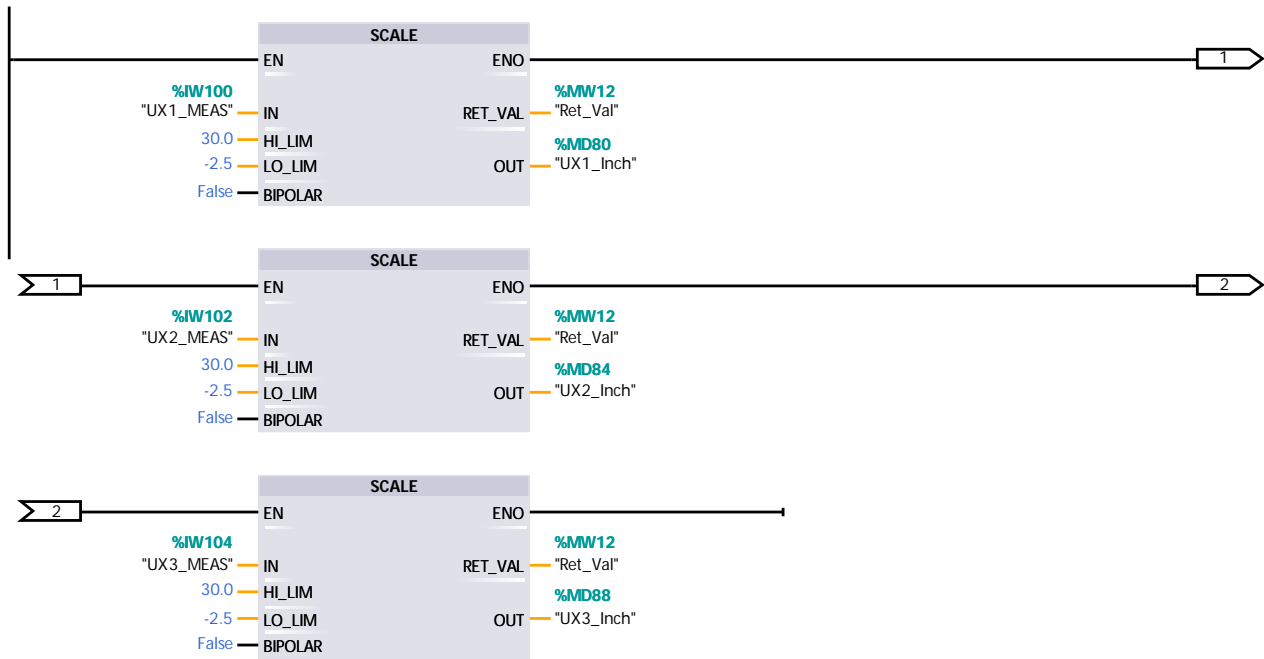 SCALE
EN ENO 1
%IW100 %MW12
"UX1_MEAS" IN RET_VAL "Ret_Val"
30.0 HI_LIM %MD80
-2.5 LO_LIM OUT "UX1_Inch"
False BIPOLAR
SCALE
1 EN ENO 2
%IW102 %MW12
"UX2_MEAS" IN RET_VAL "Ret_Val"
30.0 HI_LIM %MD84
-2.5 LO_LIM OUT "UX2_Inch"
False BIPOLAR
SCALE
2 EN ENO
%IW104 %MW12
"UX3_MEAS" IN RET_VAL "Ret_Val"
30.0 HI_LIM %MD88
-2.5 LO_LIM OUT "UX3_Inch"
False BIPOLAR